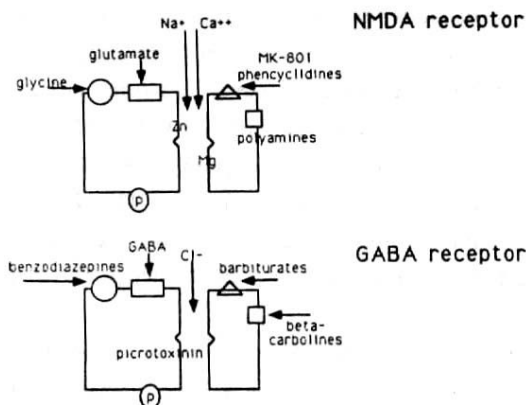 Na+ Ca++
NMDA receptor
glutamate
MK-801
phencyclidines
glycine
Zn
polyamines
Mg
P
GABA
Cl-
GABA receptor
benzodiazepines
barbiturates
beta-
carbolines
picrotoxinin
P